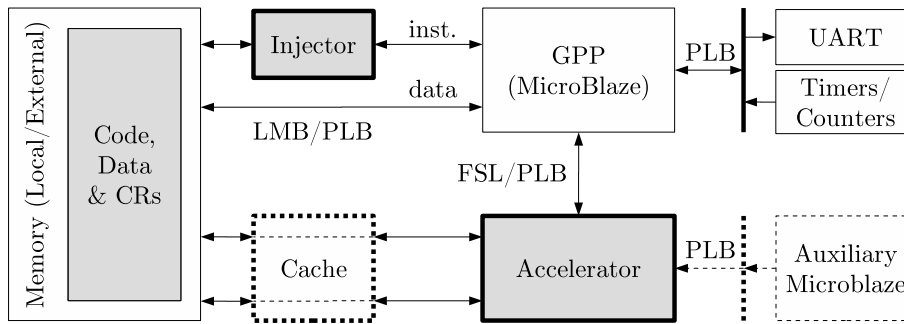 Memory (Local/External)
Code,
Data
& CRs
Injector
inst.
data
LMB/PLB
GPP
(MicroBlaze)
PLB
UART
Timers/
Counters
FSL/PLB
Cache
Accelerator
PLB
Auxiliary
Microblaze